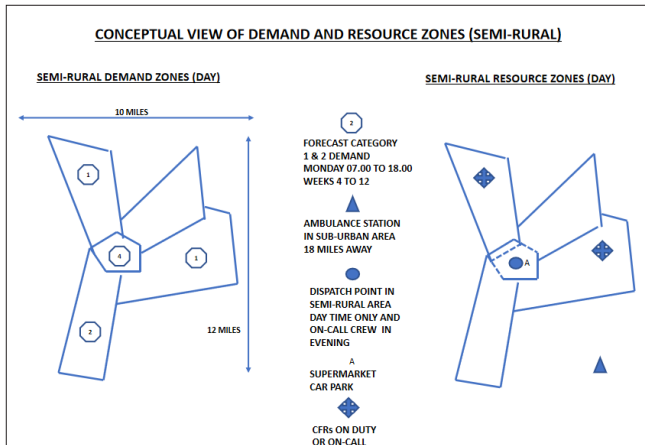 CONCEPTUAL VIEW OF DEMAND AND RESOURCE ZONES (SEMI-RURAL)
SEMI-RURAL DEMAND ZONES (DAY)
10 MILES
1
4
1
2
12 MILES
2
FORECAST CATEGORY
1 & 2 DEMAND
MONDAY 07.00 TO 18.00
WEEKS 4 TO 12
AMBULANCE STATION
IN SUB-URBAN AREA
18 MILES AWAY
DISPATCH POINT IN
SEMI-RURAL AREA
DAY TIME ONLY AND
ON-CALL CREW IN
EVENING
A
SUPERMARKET
CAR PARK
CFRs ON DUTY
OR ON-CALL
SEMI-RURAL RESOURCE ZONES (DAY)
A